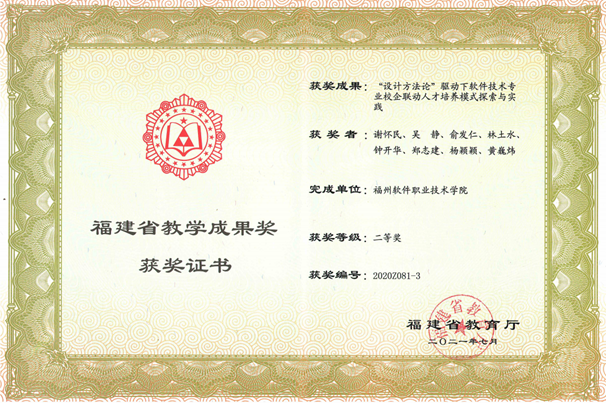 福建省教学成果奖
获奖证书
获奖成果：“设计方法论”驱动下软件技术专
业校企联动人才培养模式探索与实
践
获奖者：谢怀民、吴静、俞发仁、林土水、
钟开华、郑志建、杨颖颖、黄巍炜
完成单位：福州软件职业技术学院
获奖等级：二等奖
获奖编号：2020Z081-3
福建省教育厅
二〇二一年七月